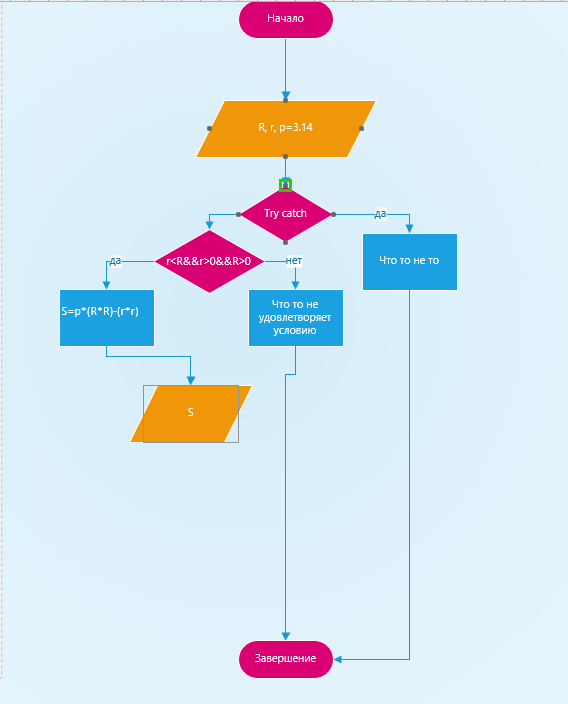 Начало
R, r, p=3.14
Try catch
да
Что то не то
r<R&&r>0&&R>0
да
нет
S=p*(R*R)-(r*r)
Что то не
удовлетворяет
условию
S
Завершение